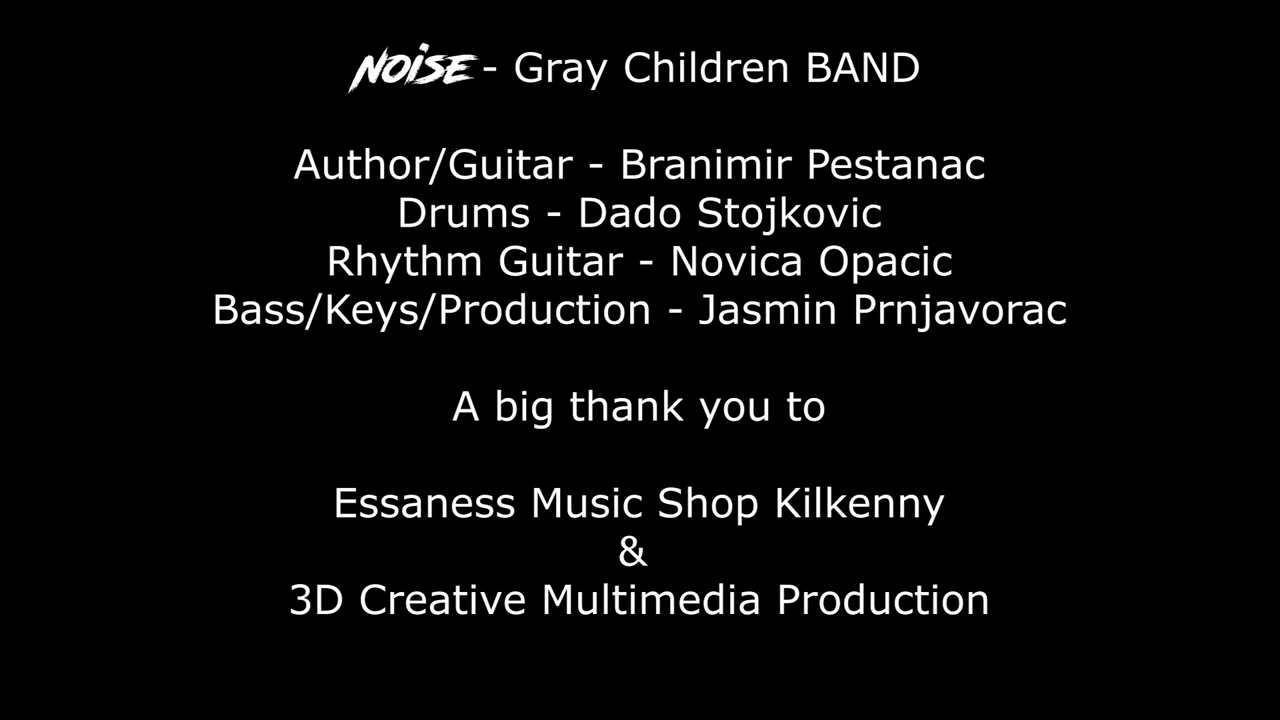 NOISE - Gray Children BAND
Author/Guitar - Branimir Pestanac
Drums - Dado Stojkovic
Rhythm Guitar - Novica Opacic
Bass/Keys/Production - Jasmin Prnjavorac
A big thank you to
Essaness Music Shop Kilkenny
&
3D Creative Multimedia Production